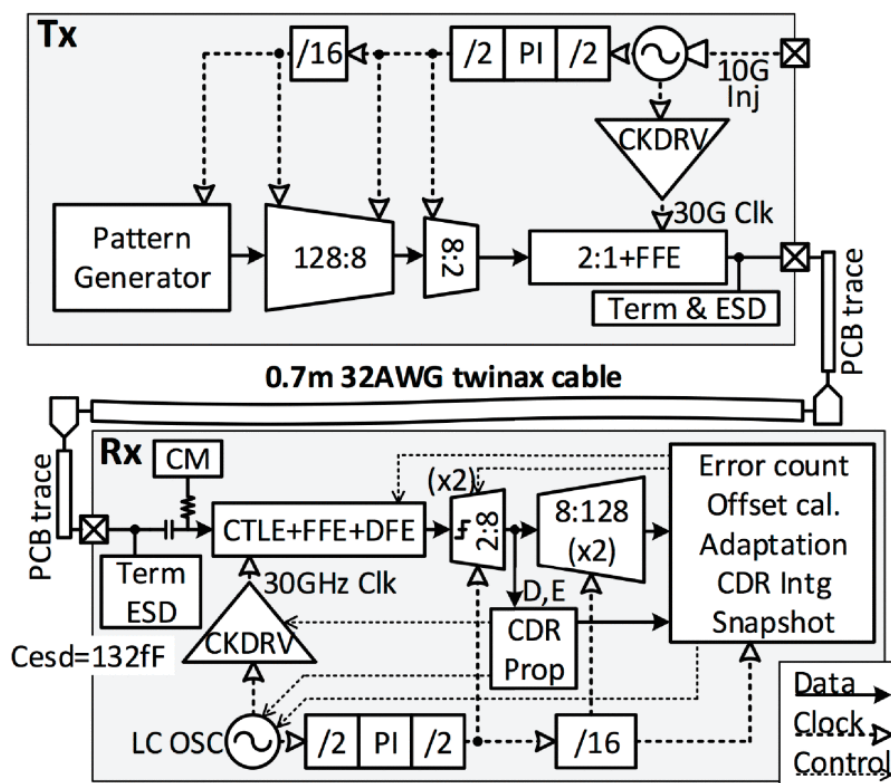 Tx
/16
/2
PI
/2
10G
Inj
CKDRV
30G Clk
Pattern
Generator
128:8
8:2
2:1+FFE
Term & ESD
PCB trace
0.7m 32AWG twinax cable
Rx
CM
PCB trace
(x2)
CTLE+FFE+DFE
2:8
8:128
(x2)
Error count
Offset cal.
Adaptation
CDR Intg
Snapshot
Term
ESD
30GHz Clk
D,E
CKDRV
CDR
Prop
Cesd=132fF
LC OSC
/2
PI
/2
/16
Data
Clock
Control